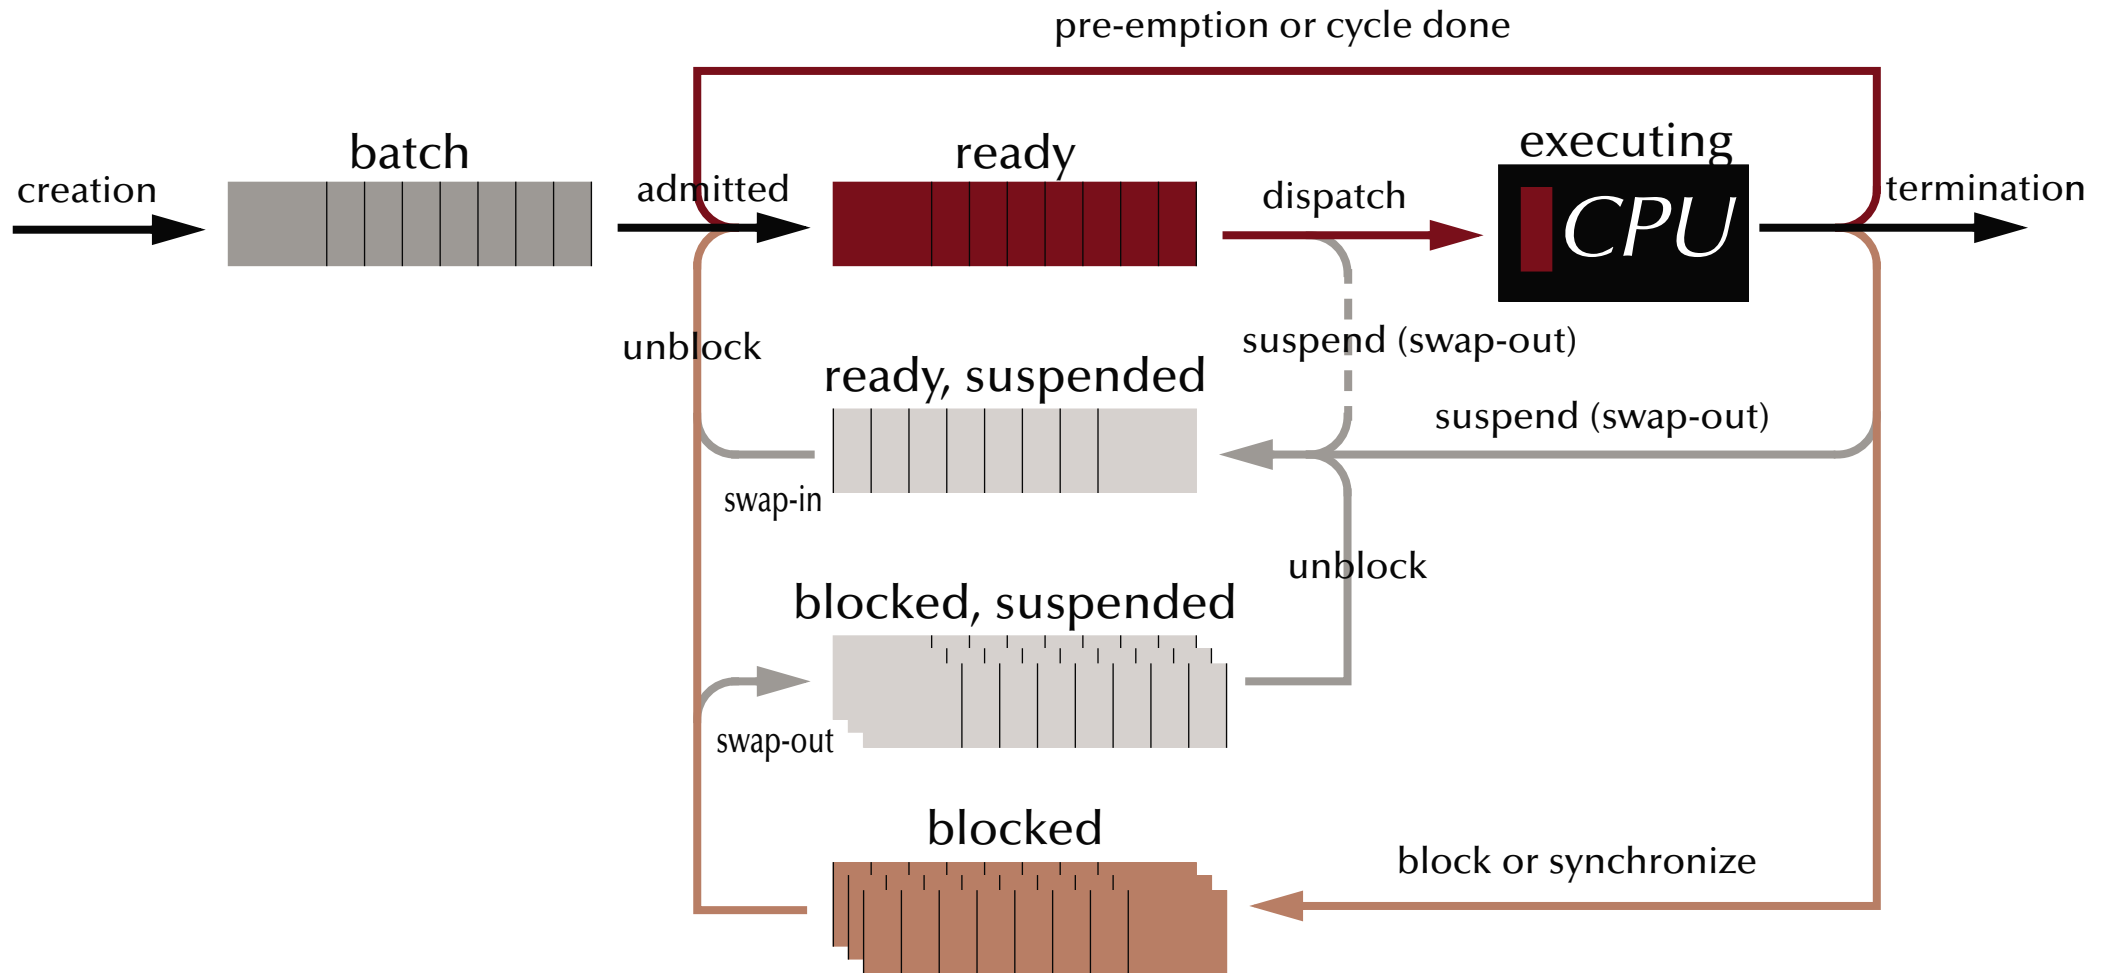 pre-emption or cycle done
creation
batch
admitted
ready
dispatch
executing
CPU
termination
unblock
suspend (swap-out)
ready, suspended
suspend (swap-out)
swap-in
unblock
blocked, suspended
swap-out
blocked
block or synchronize